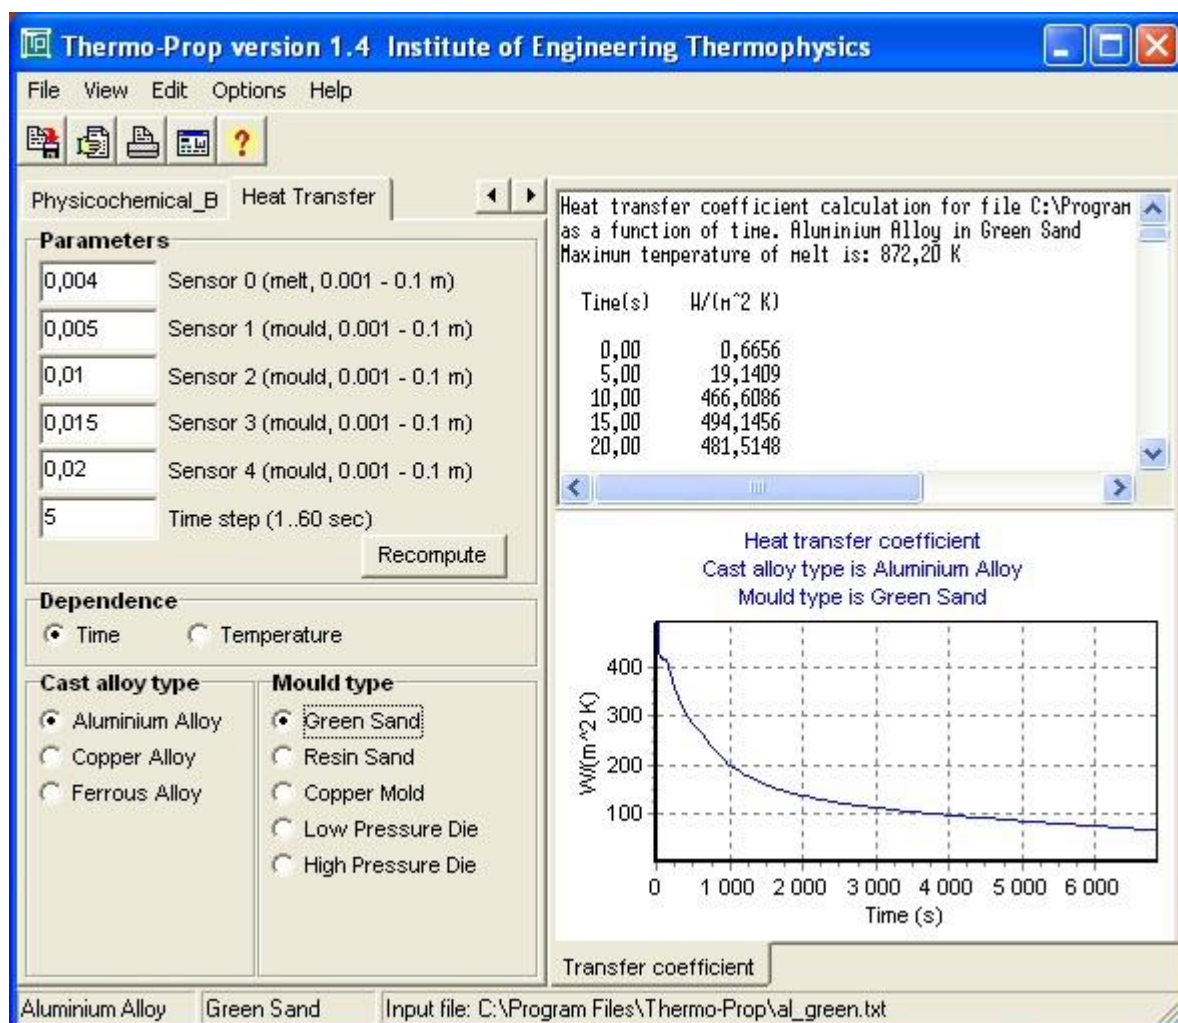 Thermo-Prop version 1.4 Institute of Engineering Thermophysics
File View Edit Options Help
Physicochemical_B Heat Transfer
Parameters
0,004 Sensor 0 (melt, 0.001 - 0.1 m)
0,005 Sensor 1 (mould, 0.001 - 0.1 m)
0,01 Sensor 2 (mould, 0.001 - 0.1 m)
0,015 Sensor 3 (mould, 0.001 - 0.1 m)
0,02 Sensor 4 (mould, 0.001 - 0.1 m)
5 Time step (1..60 sec)
Recompute
Dependence
Time Temperature
Cast alloy type
Aluminium Alloy
Copper Alloy
Ferrous Alloy
Mould type
Green Sand
Resin Sand
Copper Mold
Low Pressure Die
High Pressure Die
Heat transfer coefficient calculation for file C:\Program
as a function of time. Aluminium Alloy in Green Sand
Maximum temperature of melt is: 872,20 K
Time(s) W/(m^2 K)
0,00 0,6656
5,00 19,1409
10,00 466,6086
15,00 494,1456
20,00 481,5148
Heat transfer coefficient
Cast alloy type is Aluminium Alloy
Mould type is Green Sand
W/(m^2 K)
400
300
200
100
0 1 000 2 000 3 000 4 000 5 000 6 000
Time (s)
Transfer coefficient
Aluminium Alloy Green Sand Input file: C:\Program Files\Thermo-Prop\al_green.txt